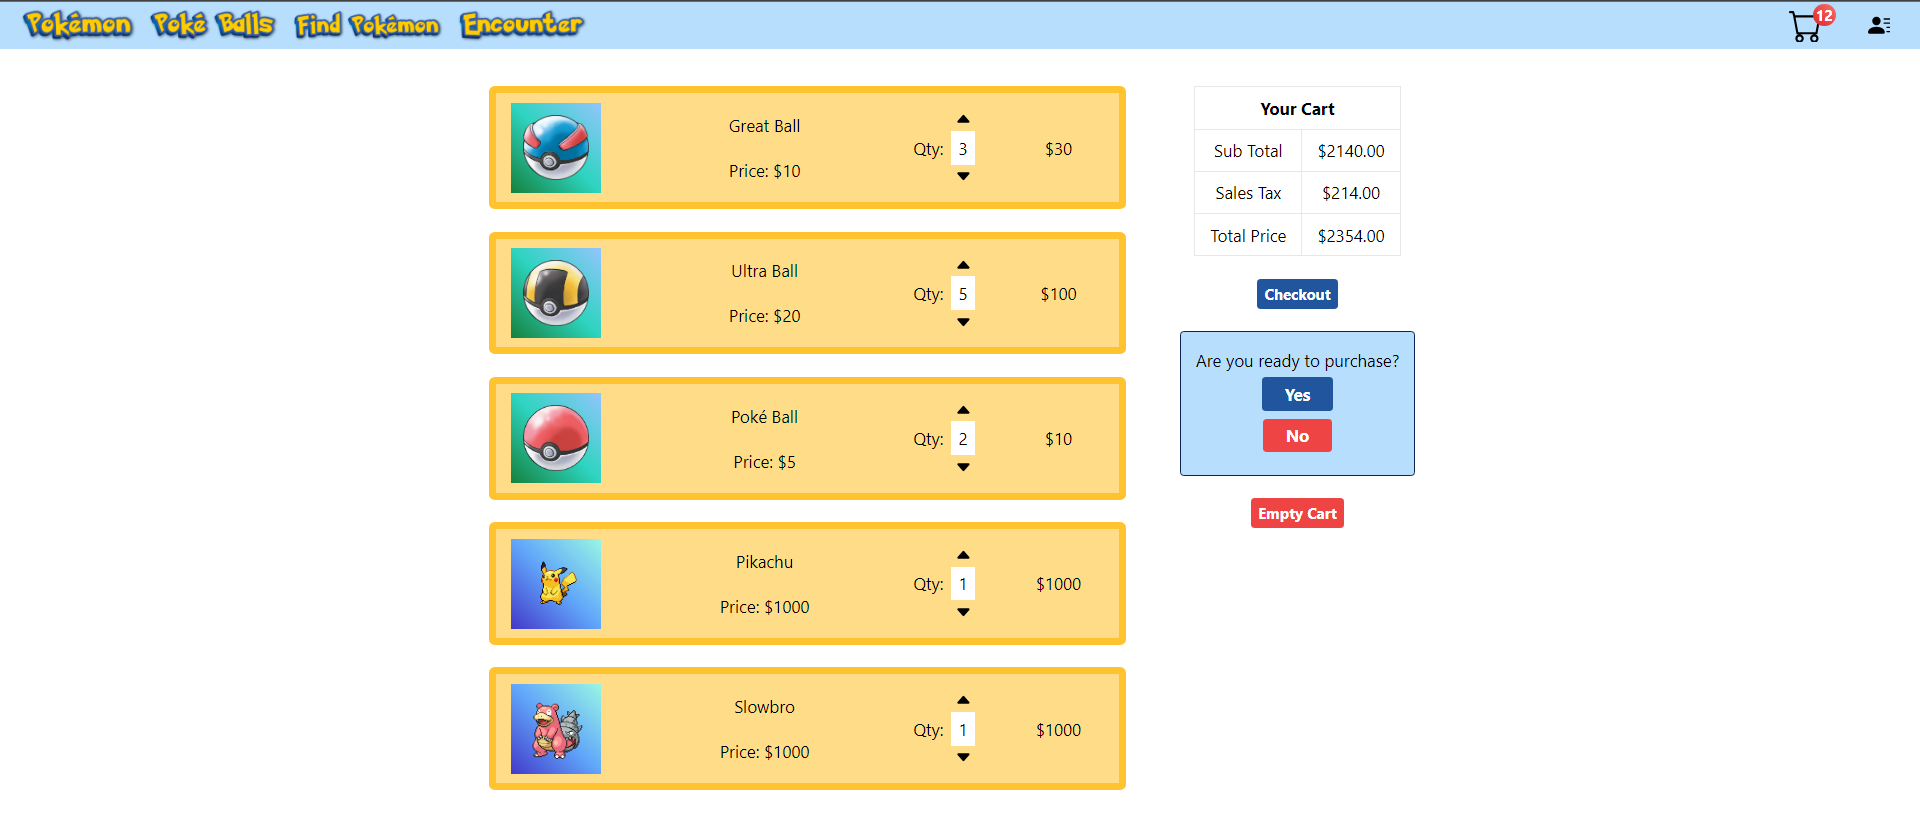 Pokémon Poké Balls Find Pokémon Encounter
12
Great Ball
Price: $10
Qty: 3
$30
Ultra Ball
Price: $20
Qty: 5
$100
Poké Ball
Price: $5
Qty: 2
$10
Pikachu
Price: $1000
Qty: 1
$1000
Slowbro
Price: $1000
Qty: 1
$1000
Your Cart
Sub Total $2140.00
Sales Tax $214.00
Total Price $2354.00
Checkout
Are you ready to purchase?
Yes
No
Empty Cart